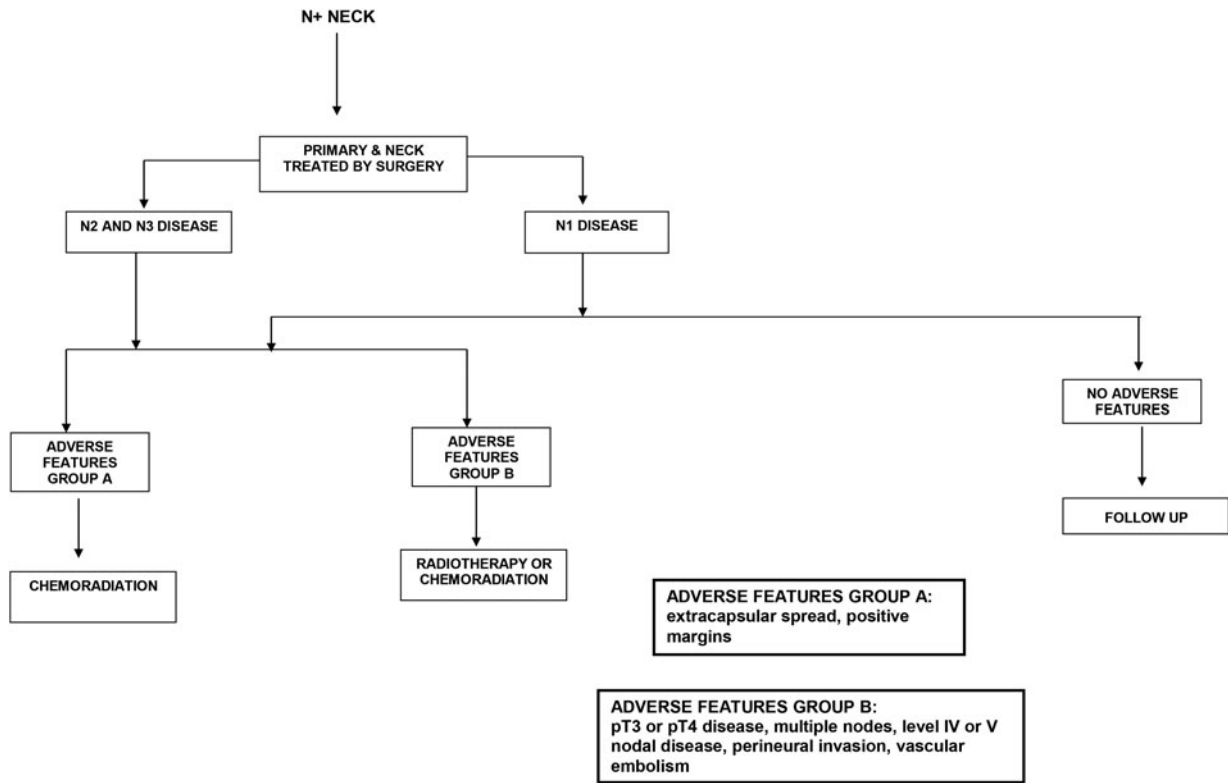 N+ NECK
PRIMARY & NECK
TREATED BY SURGERY
N2 AND N3 DISEASE
N1 DISEASE
NO ADVERSE
FEATURES
ADVERSE
FEATURES
GROUP A
ADVERSE
FEATURES
GROUP B
FOLLOW UP
CHEMORADIATION
RADIOTHERAPY OR
CHEMORADIATION
ADVERSE FEATURES GROUP A:
extracapsular spread, positive
margins
ADVERSE FEATURES GROUP B:
pT3 or pT4 disease, multiple nodes, level IV or V
nodal disease, perineural invasion, vascular
embolism